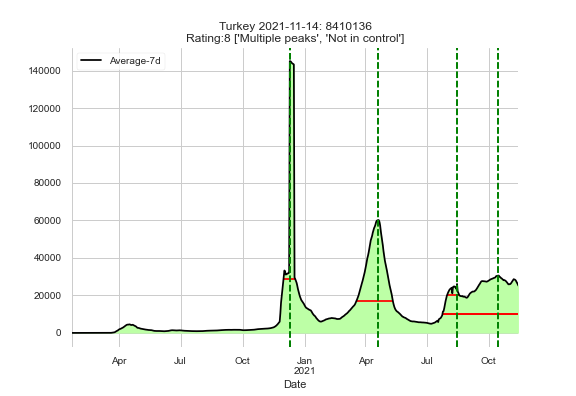 Turkey 2021-11-14: 8410136
Rating:8 ['Multiple peaks', 'Not in control']
Average-7d
140000
120000
100000
80000
60000
40000
20000
0
Apr Jul Oct Jan Apr Jul Oct
2021
Date